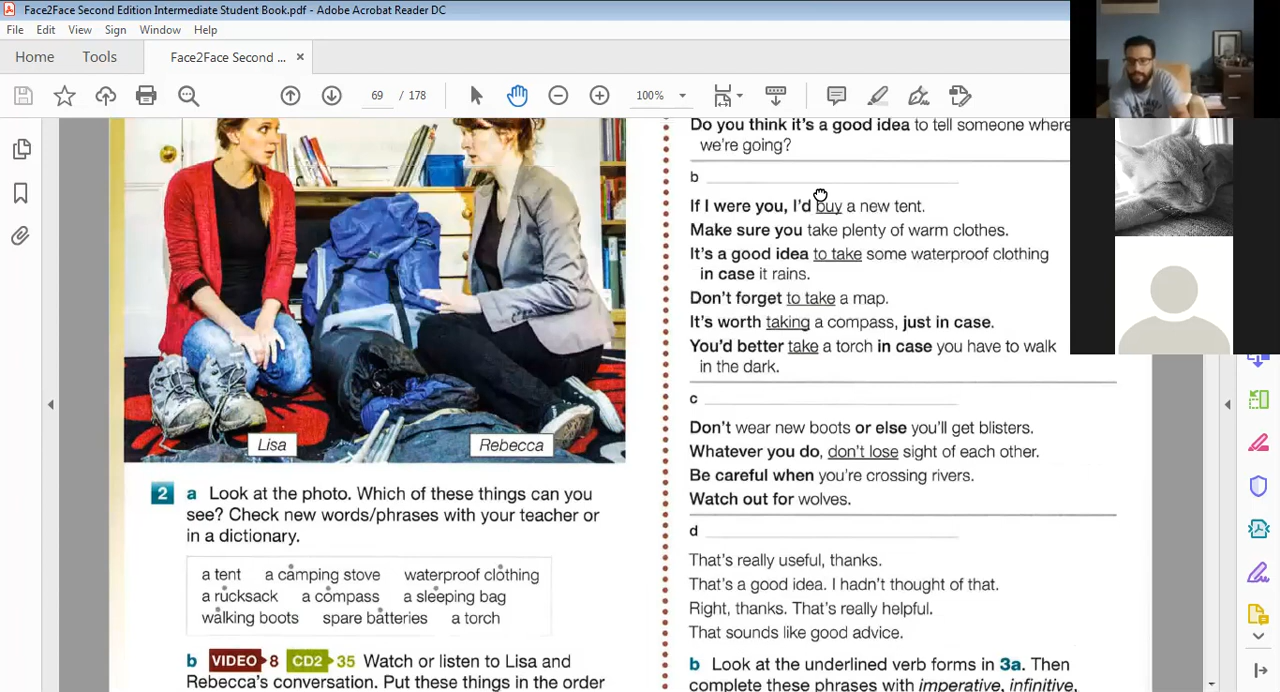 Face2Face Second Edition Intermediate Student Book.pdf - Adobe Acrobat Reader DC
File Edit View Sign Window Help
Home Tools Face2Face Second ... ×
69 / 178 100%
Lisa
Rebecca
2 a Look at the photo. Which of these things can you
see? Check new words/phrases with your teacher or
in a dictionary.
a tent a camping stove waterproof clothing
a rucksack a compass a sleeping bag
walking boots spare batteries a torch
b VIDEO 8 CD2 35 Watch or listen to Lisa and
Rebecca's conversation. Put these things in the order
Do you think it's a good idea to tell someone where
we're going?
b
If I were you, I'd buy a new tent.
Make sure you take plenty of warm clothes.
It's a good idea to take some waterproof clothing
in case it rains.
Don't forget to take a map.
It's worth taking a compass, just in case.
You'd better take a torch in case you have to walk
in the dark.
c
Don't wear new boots or else you'll get blisters.
Whatever you do, don't lose sight of each other.
Be careful when you're crossing rivers.
Watch out for wolves.
d
That's really useful, thanks.
That's a good idea. I hadn't thought of that.
Right, thanks. That's really helpful.
That sounds like good advice.
b Look at the underlined verb forms in 3a. Then
complete these phrases with imperative, infinitive,